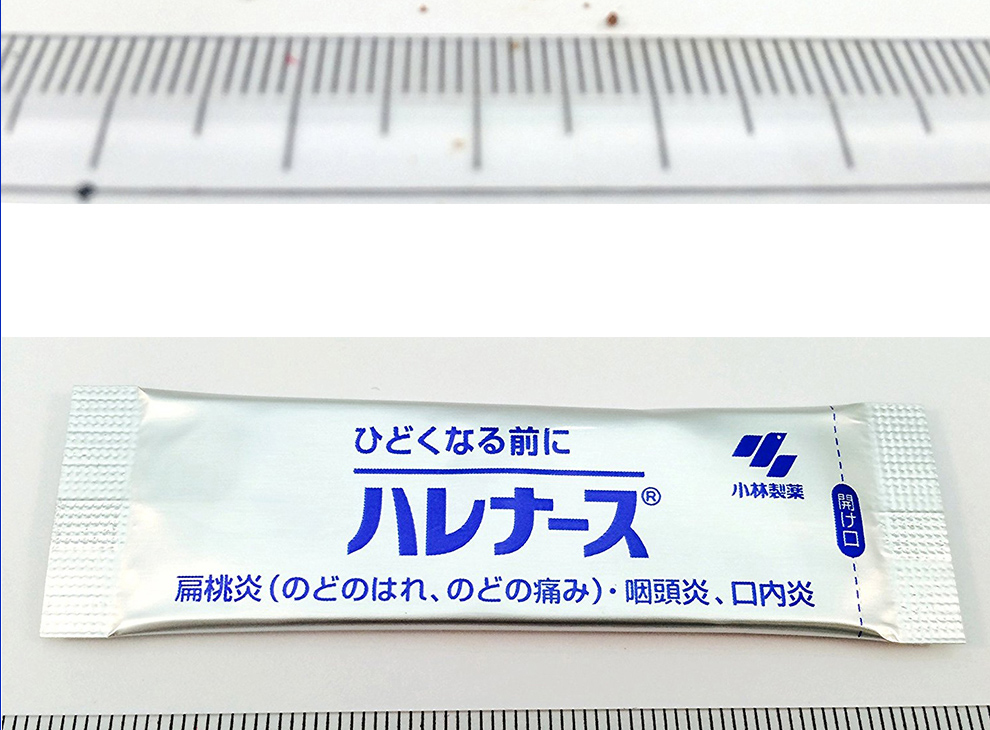 ひどくなる前に
ハレナース®
扁桃炎（のどのはれ、のどの痛み）・咽頭炎、口内炎
小林製薬
開け口